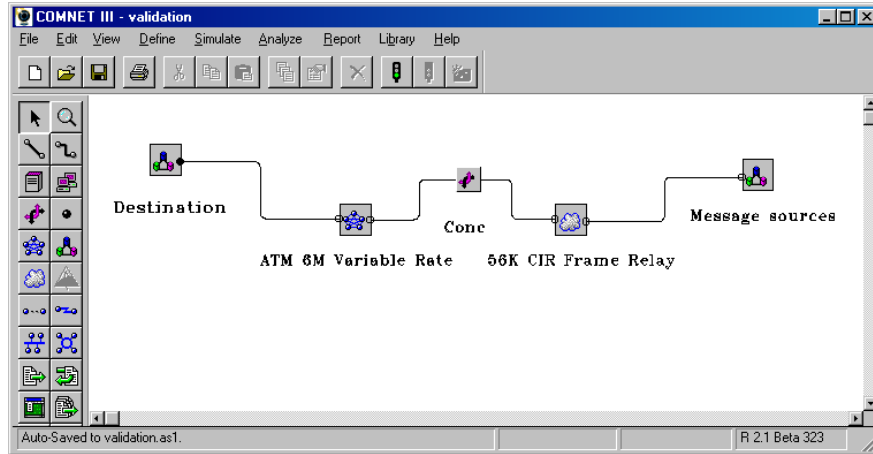 COMNET III - validation
File Edit View Define Simulate Analyze Report Library Help
Destination
Conc
Message sources
ATM 6M Variable Rate
56K CIR Frame Relay
Auto-Saved to validation.as1.
R 2.1 Beta 323